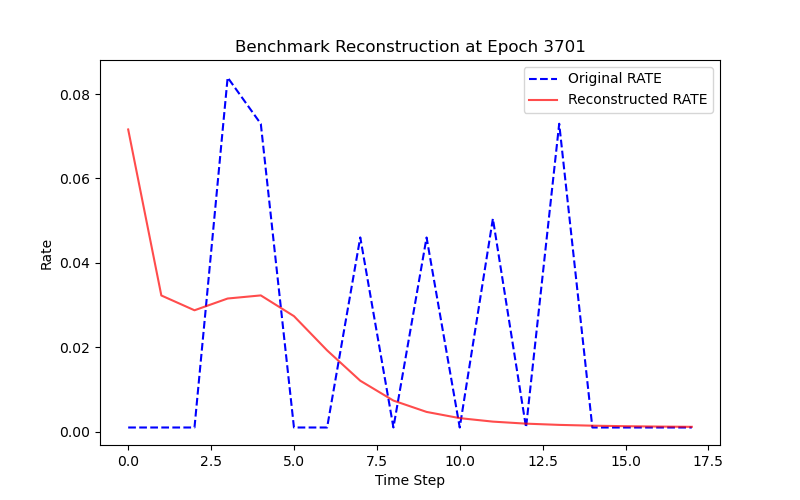 Benchmark Reconstruction at Epoch 3701
Original RATE
Reconstructed RATE
Rate
0.08
0.06
0.04
0.02
0.00
0.0 2.5 5.0 7.5 10.0 12.5 15.0 17.5
Time Step